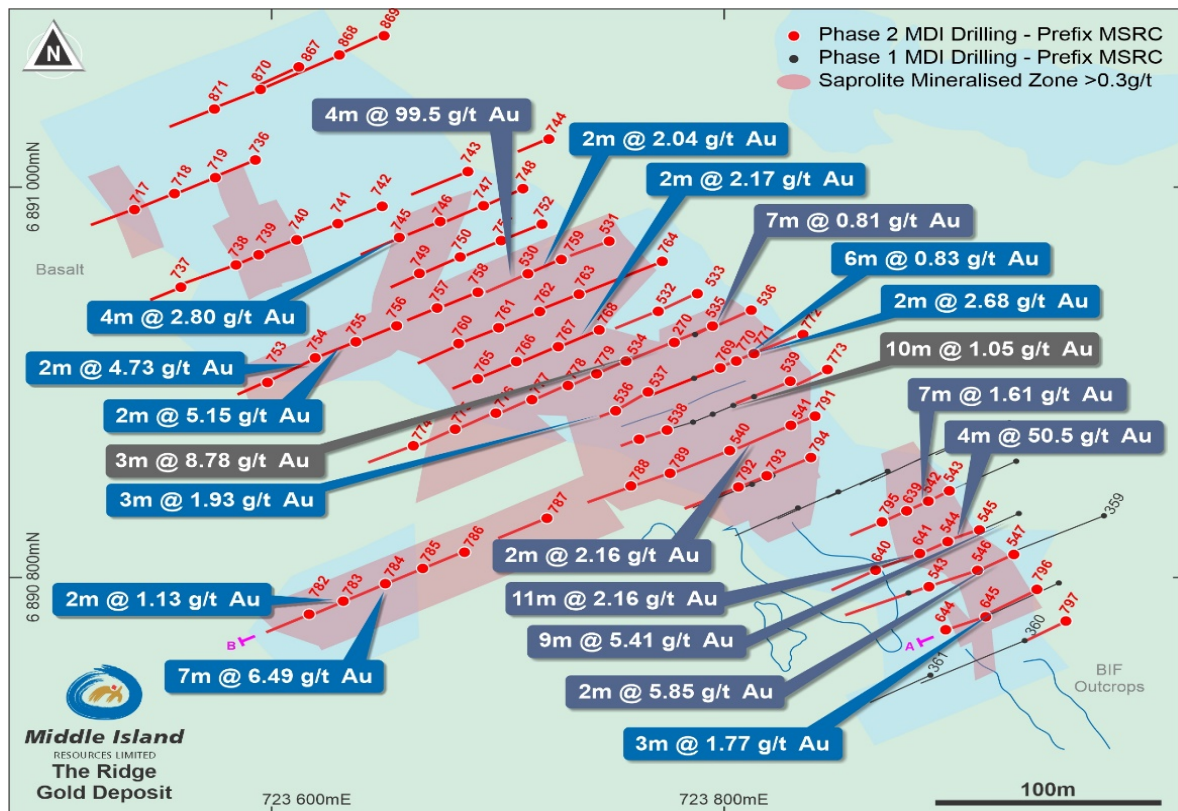 N
Phase 2 MDI Drilling - Prefix MSRC
Phase 1 MDI Drilling - Prefix MSRC
Saprolite Mineralised Zone >0.3g/t
869
868
867
870
871
4m @ 99.5 g/t Au
744
2m @ 2.04 g/t Au
736
719
718
717
743
748
747
2m @ 2.17 g/t Au
6 891 000mN
742
741
740
739
738
737
745
746
752
750
749
531
759
530
7m @ 0.81 g/t Au
Basalt
764
763
762
761
760
758
757
756
755
754
753
6m @ 0.83 g/t Au
533
532
536
535
2m @ 2.68 g/t Au
4m @ 2.80 g/t Au
768
767
766
765
270
534
771
770
769
772
10m @ 1.05 g/t Au
2m @ 4.73 g/t Au
779
778
777
776
774
537
536
539
773
7m @ 1.61 g/t Au
2m @ 5.15 g/t Au
538
541
791
4m @ 50.5 g/t Au
3m @ 8.78 g/t Au
540
789
788
794
793
792
3m @ 1.93 g/t Au
787
786
785
784
783
782
543
542
639
795
359
545
544
641
640
547
546
543
2m @ 2.16 g/t Au
6 890 800mN
2m @ 1.13 g/t Au
11m @ 2.16 g/t Au
796
797
645
644
360
361
B
A
9m @ 5.41 g/t Au
7m @ 6.49 g/t Au
2m @ 5.85 g/t Au
BIF
Outcrops
3m @ 1.77 g/t Au
Middle Island
RESOURCES LIMITED
The Ridge
Gold Deposit
723 600mE
723 800mE
100m